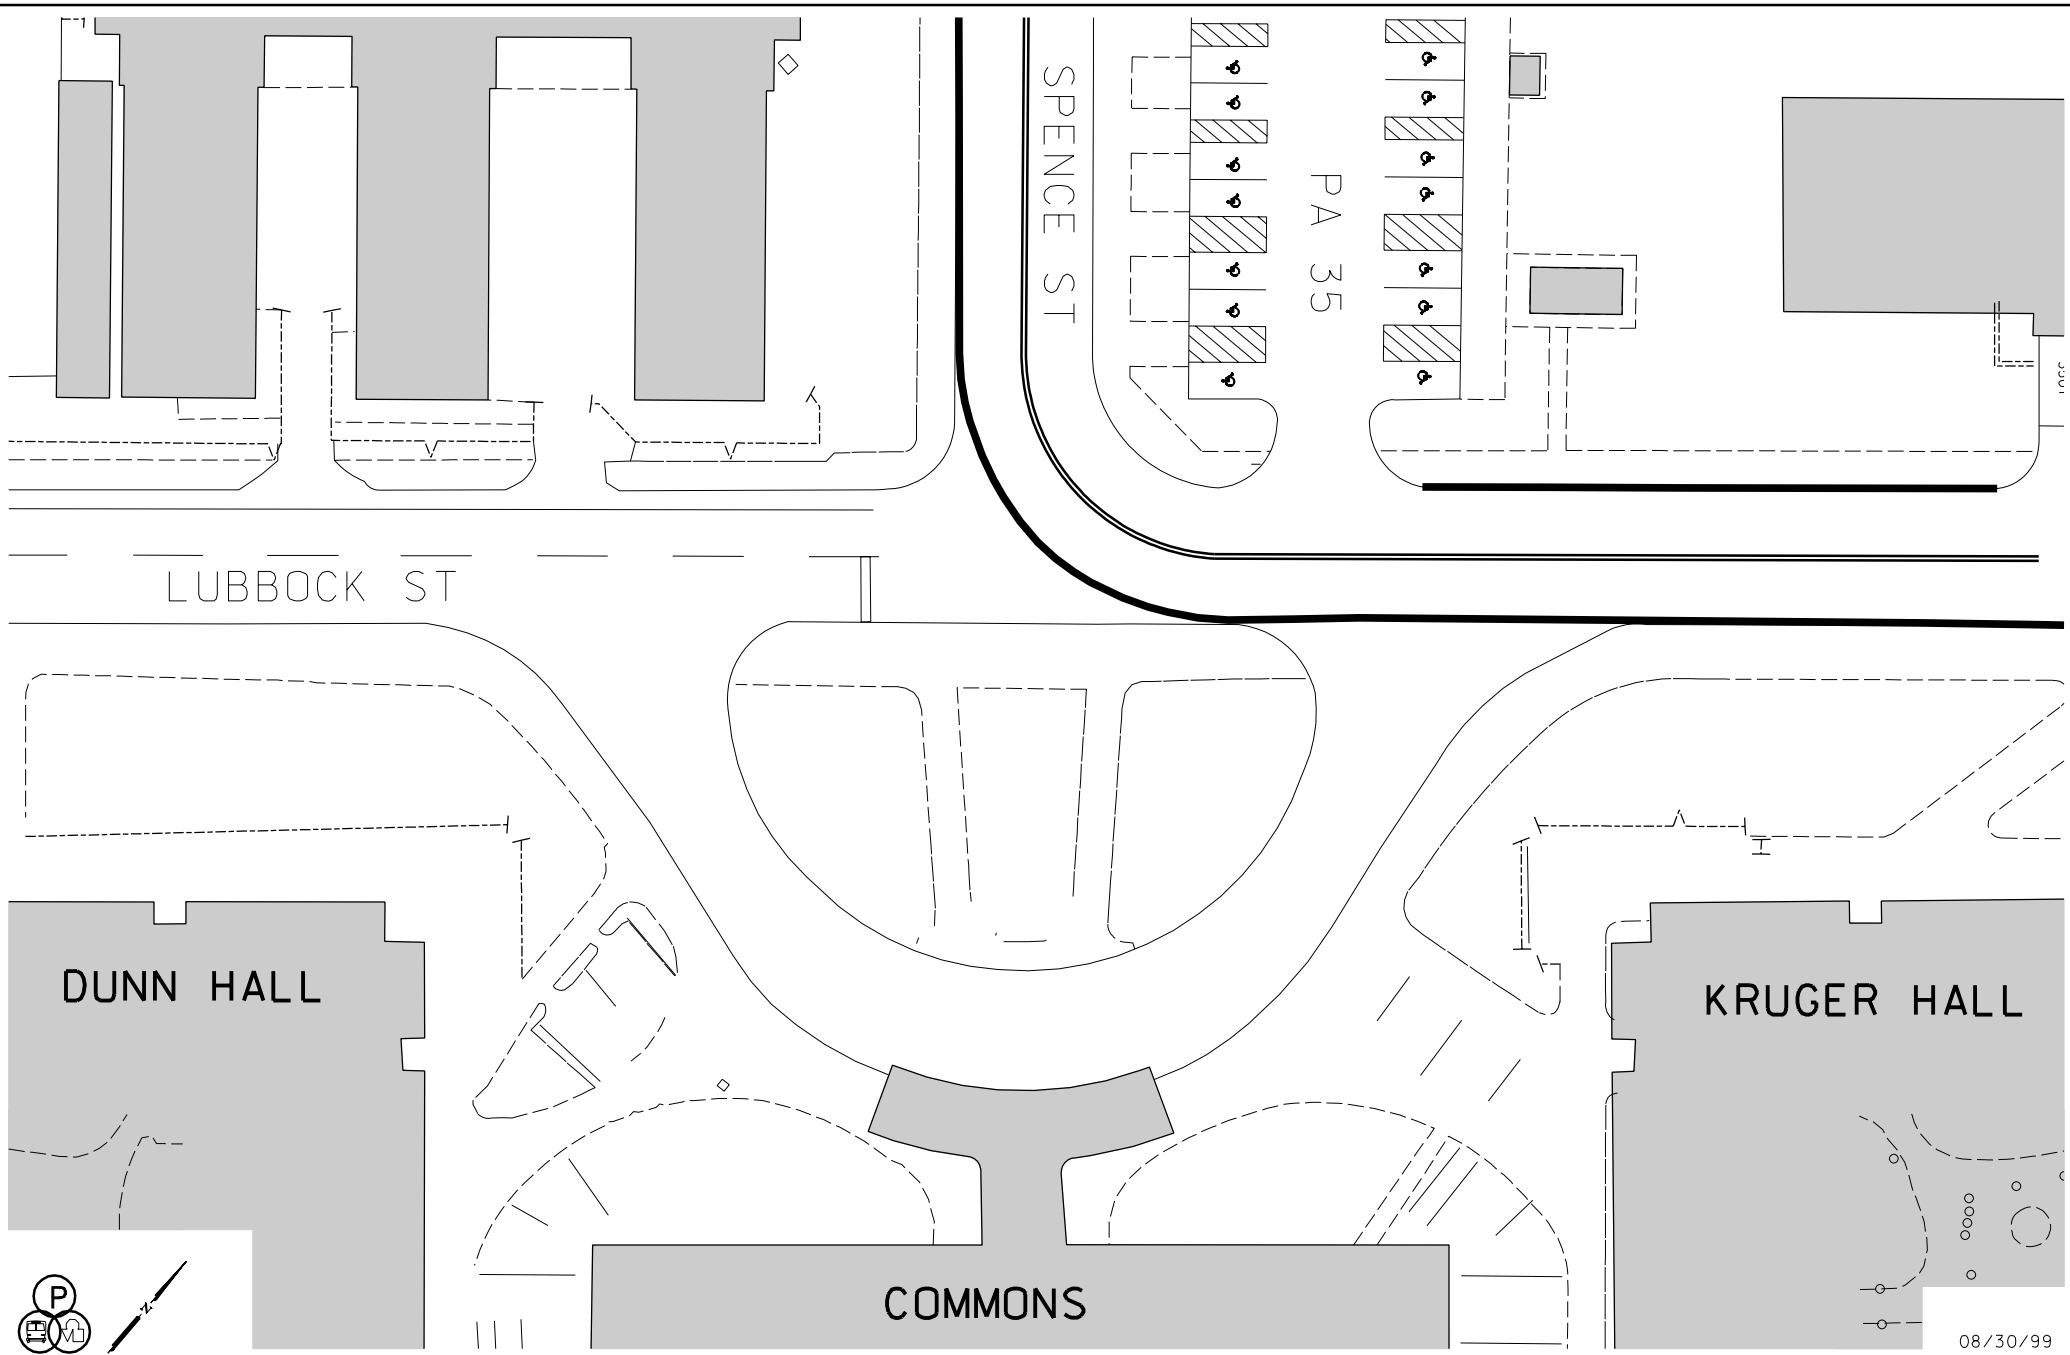 SPENCE ST
PA 35
LUBBOCK ST
DUNN HALL
KRUGER HALL
COMMONS
P
N
08/30/99